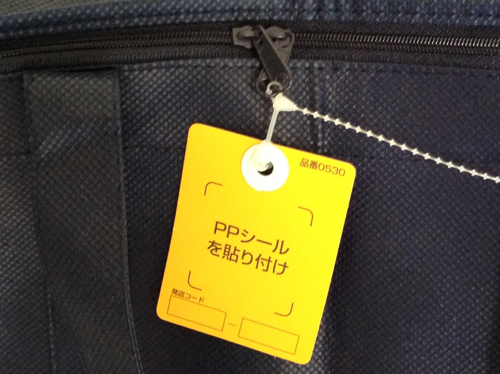 品番0530
PPシール
を貼り付け
発店コード